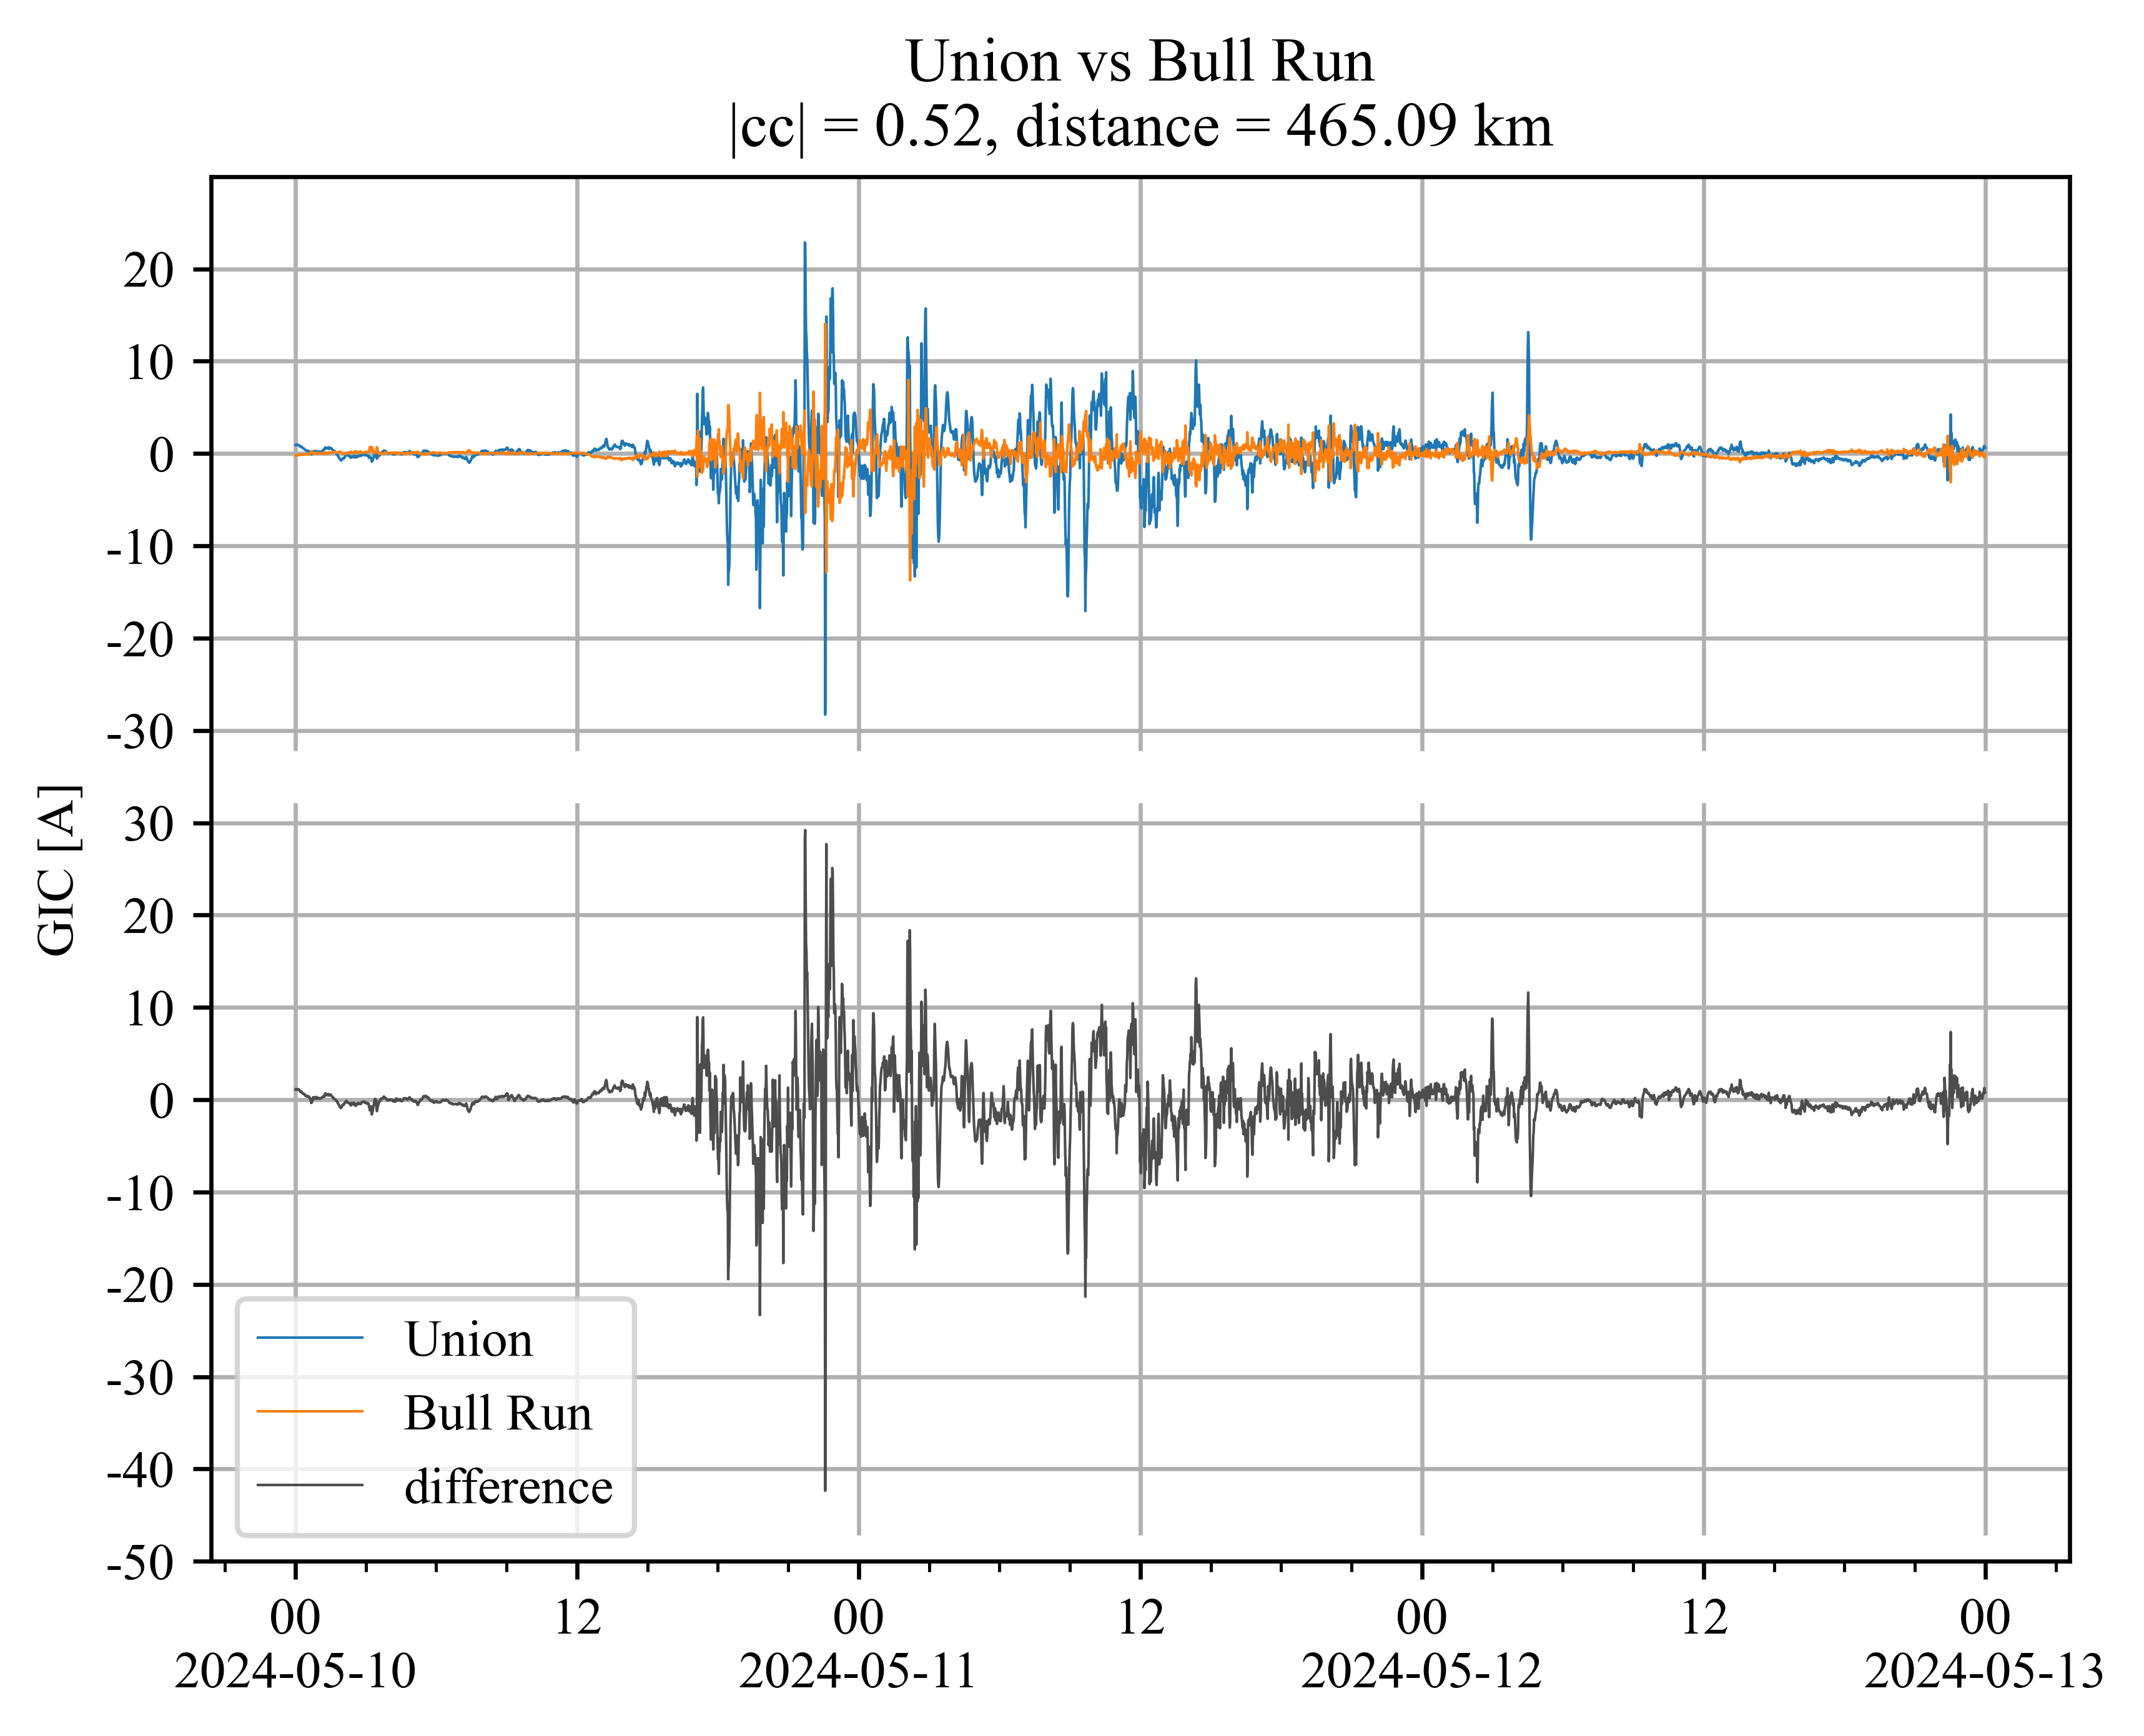 Union vs Bull Run
|cc| = 0.52, distance = 465.09 km
20
10
0
-10
-20
-30
GIC [A]
30
20
10
0
-10
-20
-30
-40
-50
Union
Bull Run
difference
00 12 00 12 00 12 00
2024-05-10 2024-05-11 2024-05-12 2024-05-13